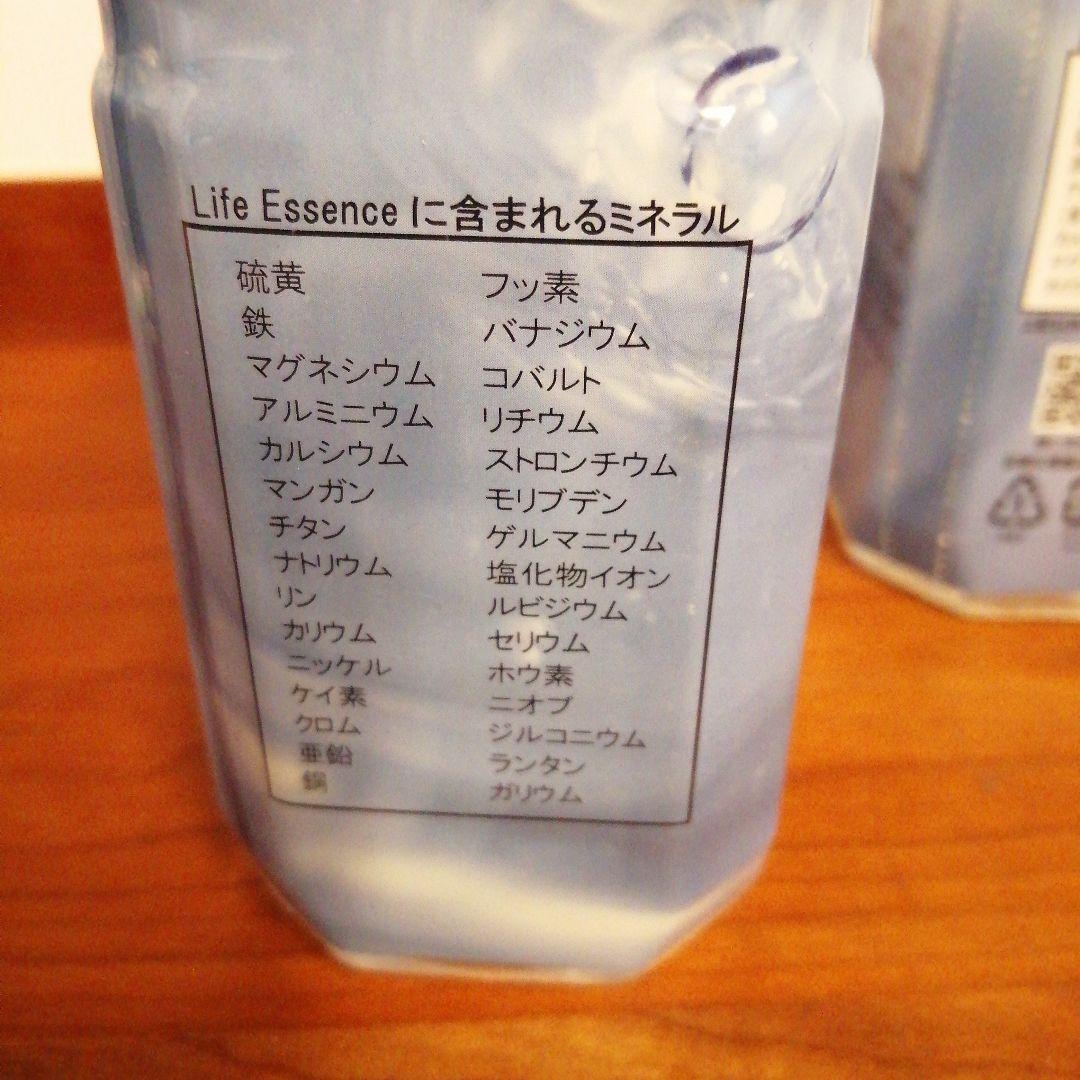 Life Essence に含まれるミネラル
硫黄
鉄
マグネシウム
アルミニウム
カルシウム
マンガン
チタン
ナトリウム
リン
カリウム
ニッケル
ケイ素
クロム
亜鉛
銅
フッ素
バナジウム
コバルト
リチウム
ストロンチウム
モリブデン
ゲルマニウム
塩化物イオン
ルビジウム
セリウム
ホウ素
ニオブ
ジルコニウム
ランタン
ガリウム